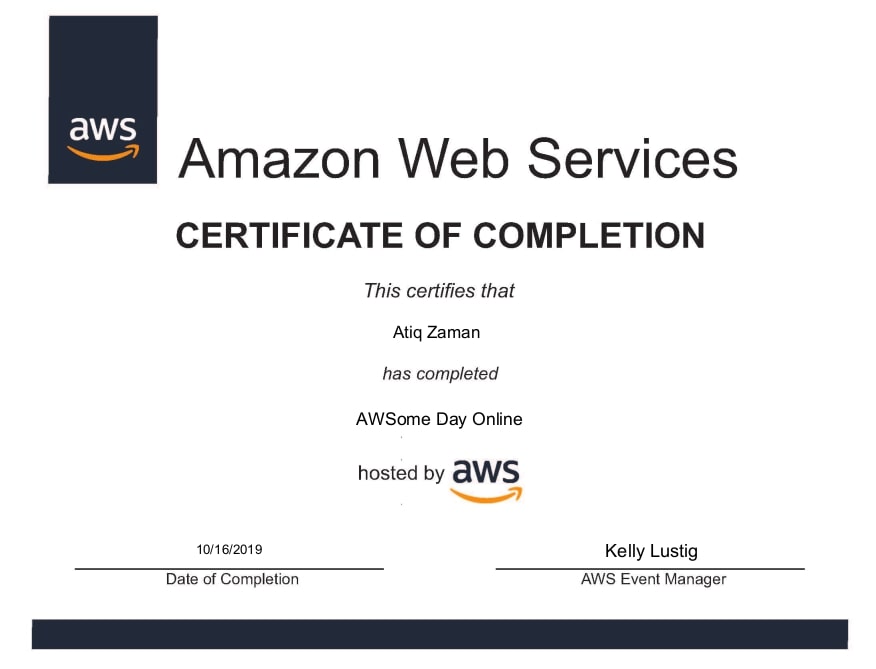 aws
Amazon Web Services
CERTIFICATE OF COMPLETION
This certifies that
Atiq Zaman
has completed
AWSome Day Online
hosted by aws
10/16/2019
Date of Completion
Kelly Lustig
AWS Event Manager